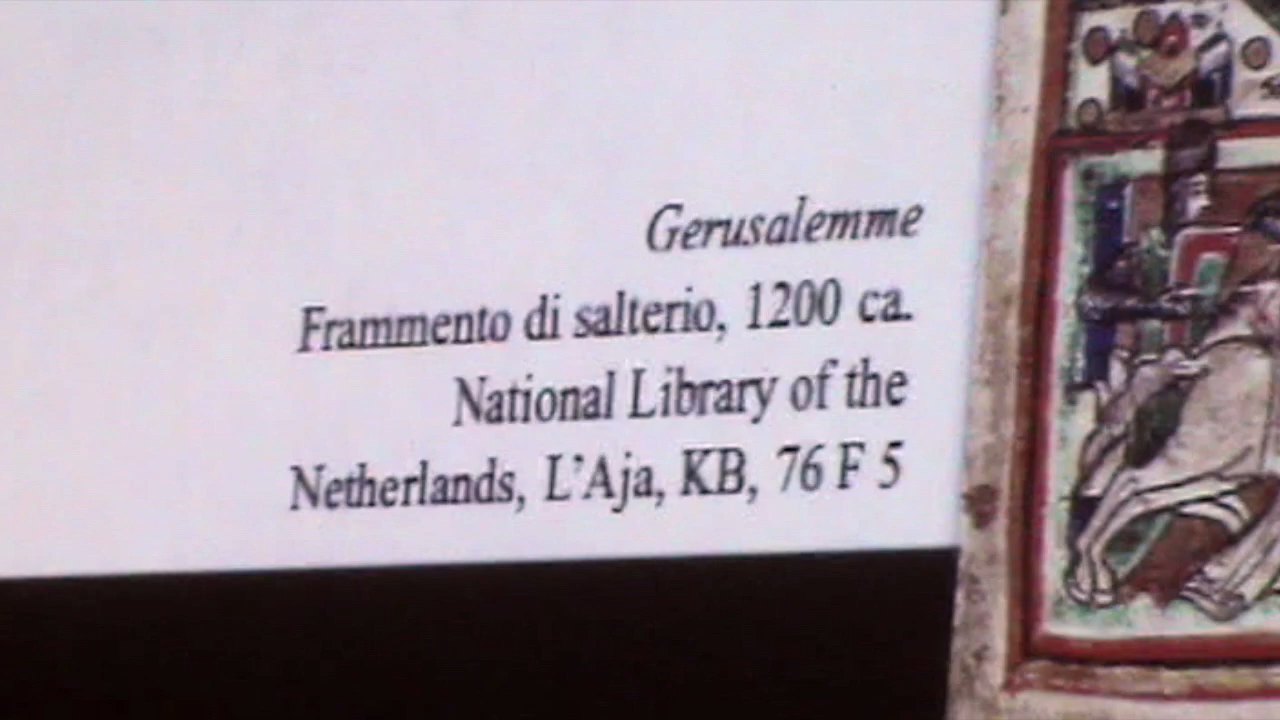 Gerusalemme
Frammento di salterio, 1200 ca.
National Library of the
Netherlands, L'Aja, KB, 76 F 5